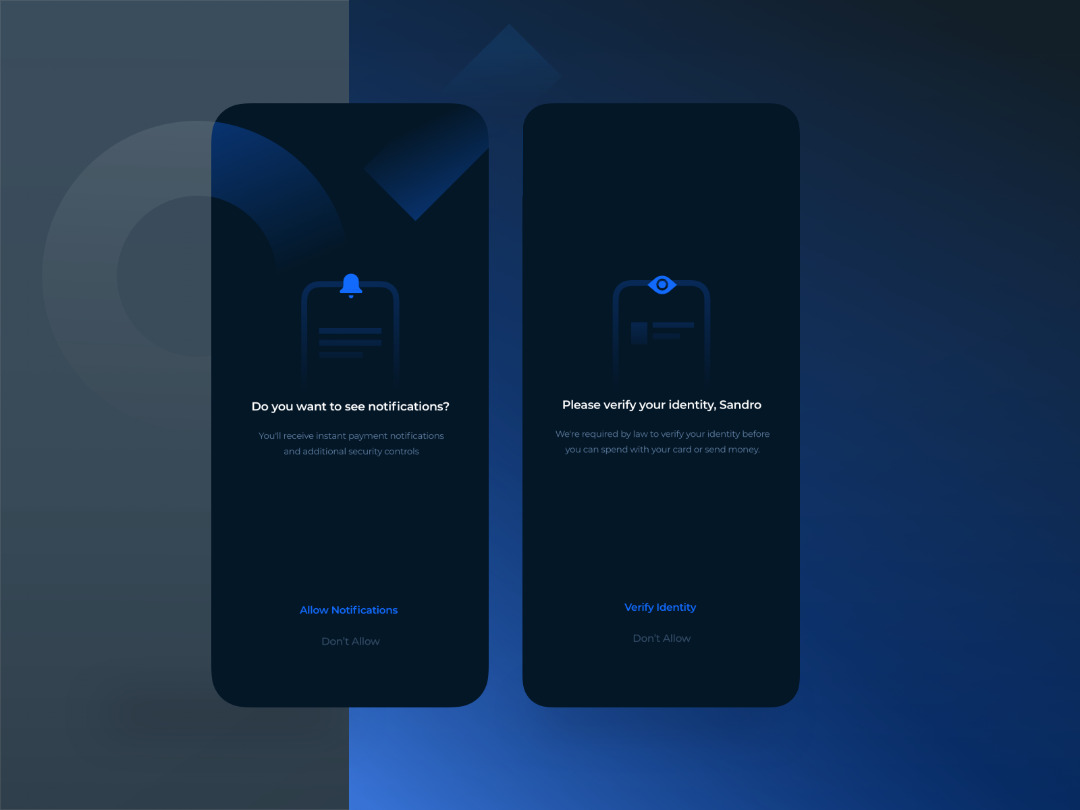 Do you want to see notifications?
You'll receive instant payment notifications
and additional security controls
Allow Notifications
Don't Allow
Please verify your identity, Sandro
We're required by law to verify your identity before
you can spend with your card or send money.
Verify Identity
Don't Allow